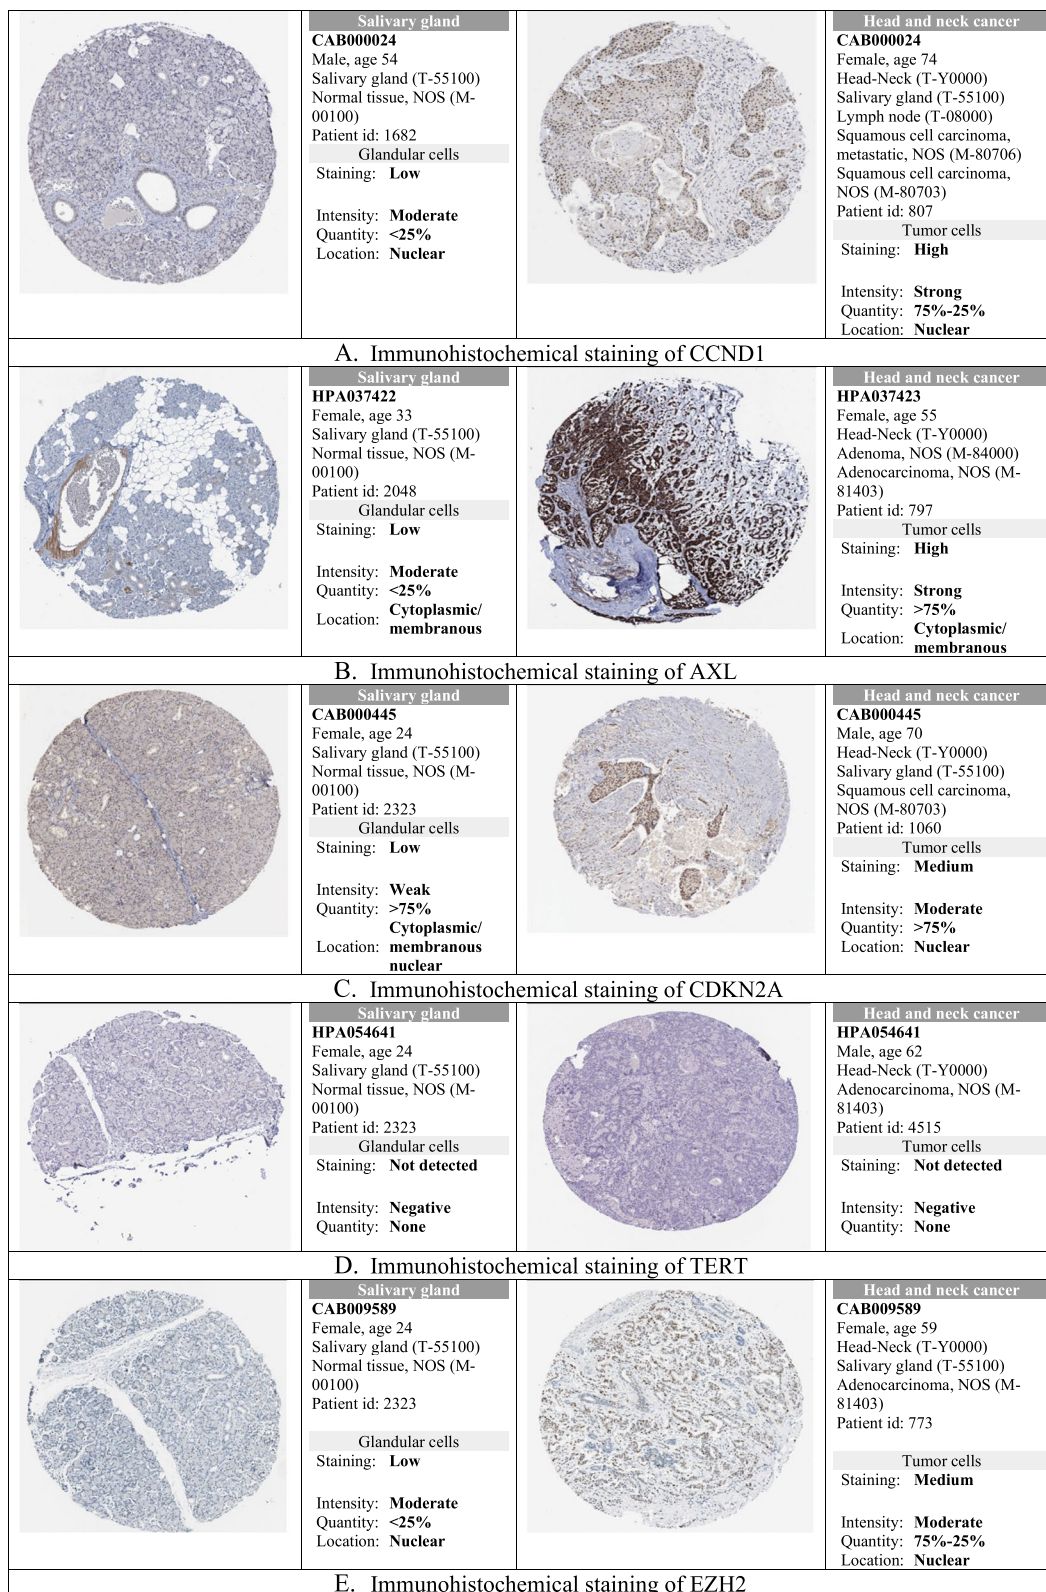 Salivary gland
CAB000024
Male, age 54
Salivary gland (T-55100)
Normal tissue, NOS (M-
00100)
Patient id: 1682
Glandular cells
Staining: Low
Intensity: Moderate
Quantity: <25%
Location: Nuclear
Head and neck cancer
CAB000024
Female, age 74
Head-Neck (T-Y0000)
Salivary gland (T-55100)
Lymph node (T-08000)
Squamous cell carcinoma,
metastatic, NOS (M-80706)
Squamous cell carcinoma,
NOS (M-80703)
Patient id: 807
Tumor cells
Staining: High
Intensity: Strong
Quantity: 75%-25%
Location: Nuclear
A. Immunohistochemical staining of CCND1
Salivary gland
HPA037422
Female, age 33
Salivary gland (T-55100)
Normal tissue, NOS (M-
00100)
Patient id: 2048
Glandular cells
Staining: Low
Intensity: Moderate
Quantity: <25%
Location: Cytoplasmic/
membranous
Head and neck cancer
HPA037423
Female, age 55
Head-Neck (T-Y0000)
Adenoma, NOS (M-84000)
Adenocarcinoma, NOS (M-
81403)
Patient id: 797
Tumor cells
Staining: High
Intensity: Strong
Quantity: >75%
Location: Cytoplasmic/
membranous
B. Immunohistochemical staining of AXL
Salivary gland
CAB000445
Female, age 24
Salivary gland (T-55100)
Normal tissue, NOS (M-
00100)
Patient id: 2323
Glandular cells
Staining: Low
Intensity: Weak
Quantity: >75%
Cytoplasmic/
Location: membranous
nuclear
Head and neck cancer
CAB000445
Male, age 70
Head-Neck (T-Y0000)
Salivary gland (T-55100)
Squamous cell carcinoma,
NOS (M-80703)
Patient id: 1060
Tumor cells
Staining: Medium
Intensity: Moderate
Quantity: >75%
Location: Nuclear
C. Immunohistochemical staining of CDKN2A
Salivary gland
HPA054641
Female, age 24
Salivary gland (T-55100)
Normal tissue, NOS (M-
00100)
Patient id: 2323
Glandular cells
Staining: Not detected
Intensity: Negative
Quantity: None
Head and neck cancer
HPA054641
Male, age 62
Head-Neck (T-Y0000)
Adenocarcinoma, NOS (M-
81403)
Patient id: 4515
Tumor cells
Staining: Not detected
Intensity: Negative
Quantity: None
D. Immunohistochemical staining of TERT
Salivary gland
CAB009589
Female, age 24
Salivary gland (T-55100)
Normal tissue, NOS (M-
00100)
Patient id: 2323
Glandular cells
Staining: Low
Intensity: Moderate
Quantity: <25%
Location: Nuclear
Head and neck cancer
CAB009589
Female, age 59
Head-Neck (T-Y0000)
Salivary gland (T-55100)
Adenocarcinoma, NOS (M-
81403)
Patient id: 773
Tumor cells
Staining: Medium
Intensity: Moderate
Quantity: 75%-25%
Location: Nuclear
E. Immunohistochemical staining of EZH2